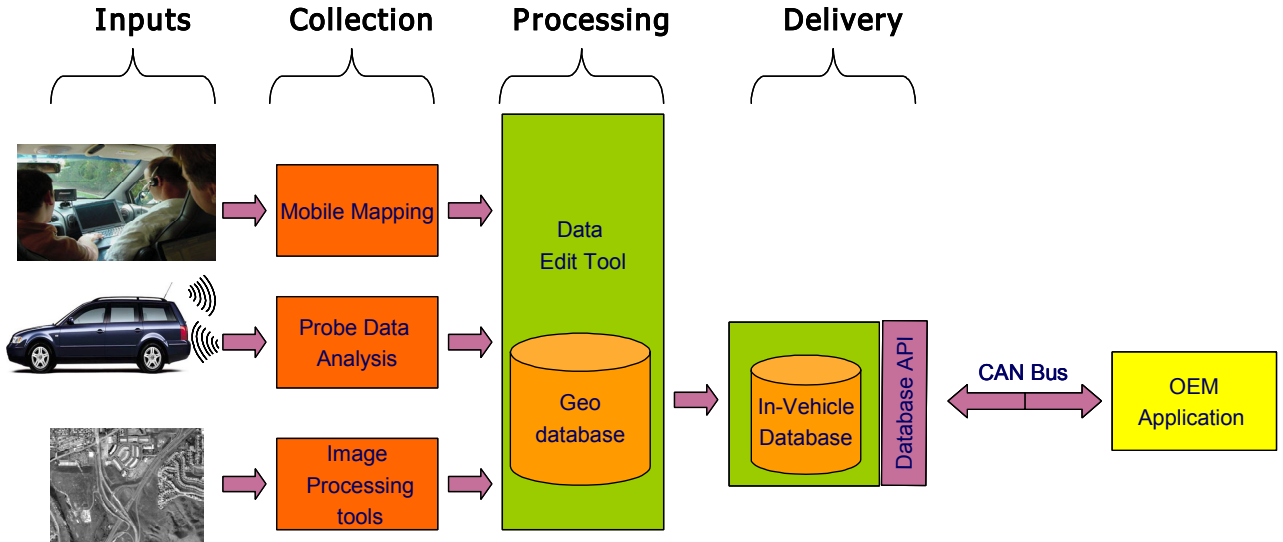 Inputs
Collection
Processing
Delivery
Mobile Mapping
Probe Data
Analysis
Image
Processing
tools
Data
Edit Tool
Geo
database
In-Vehicle
Database
Database API
CAN Bus
OEM
Application